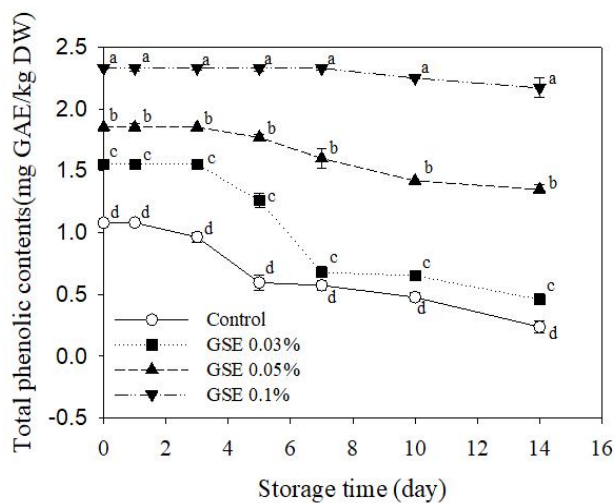 Total phenolic contents(mg GAE/kg DW)
2.5
2.0
1.5
1.0
0.5
0.0
-0.5
a a a a a a a
b b b b b b b
c c c c c c c
d d d d d d d
Control
GSE 0.03%
GSE 0.05%
GSE 0.1%
0 2 4 6 8 10 12 14 16
Storage time (day)